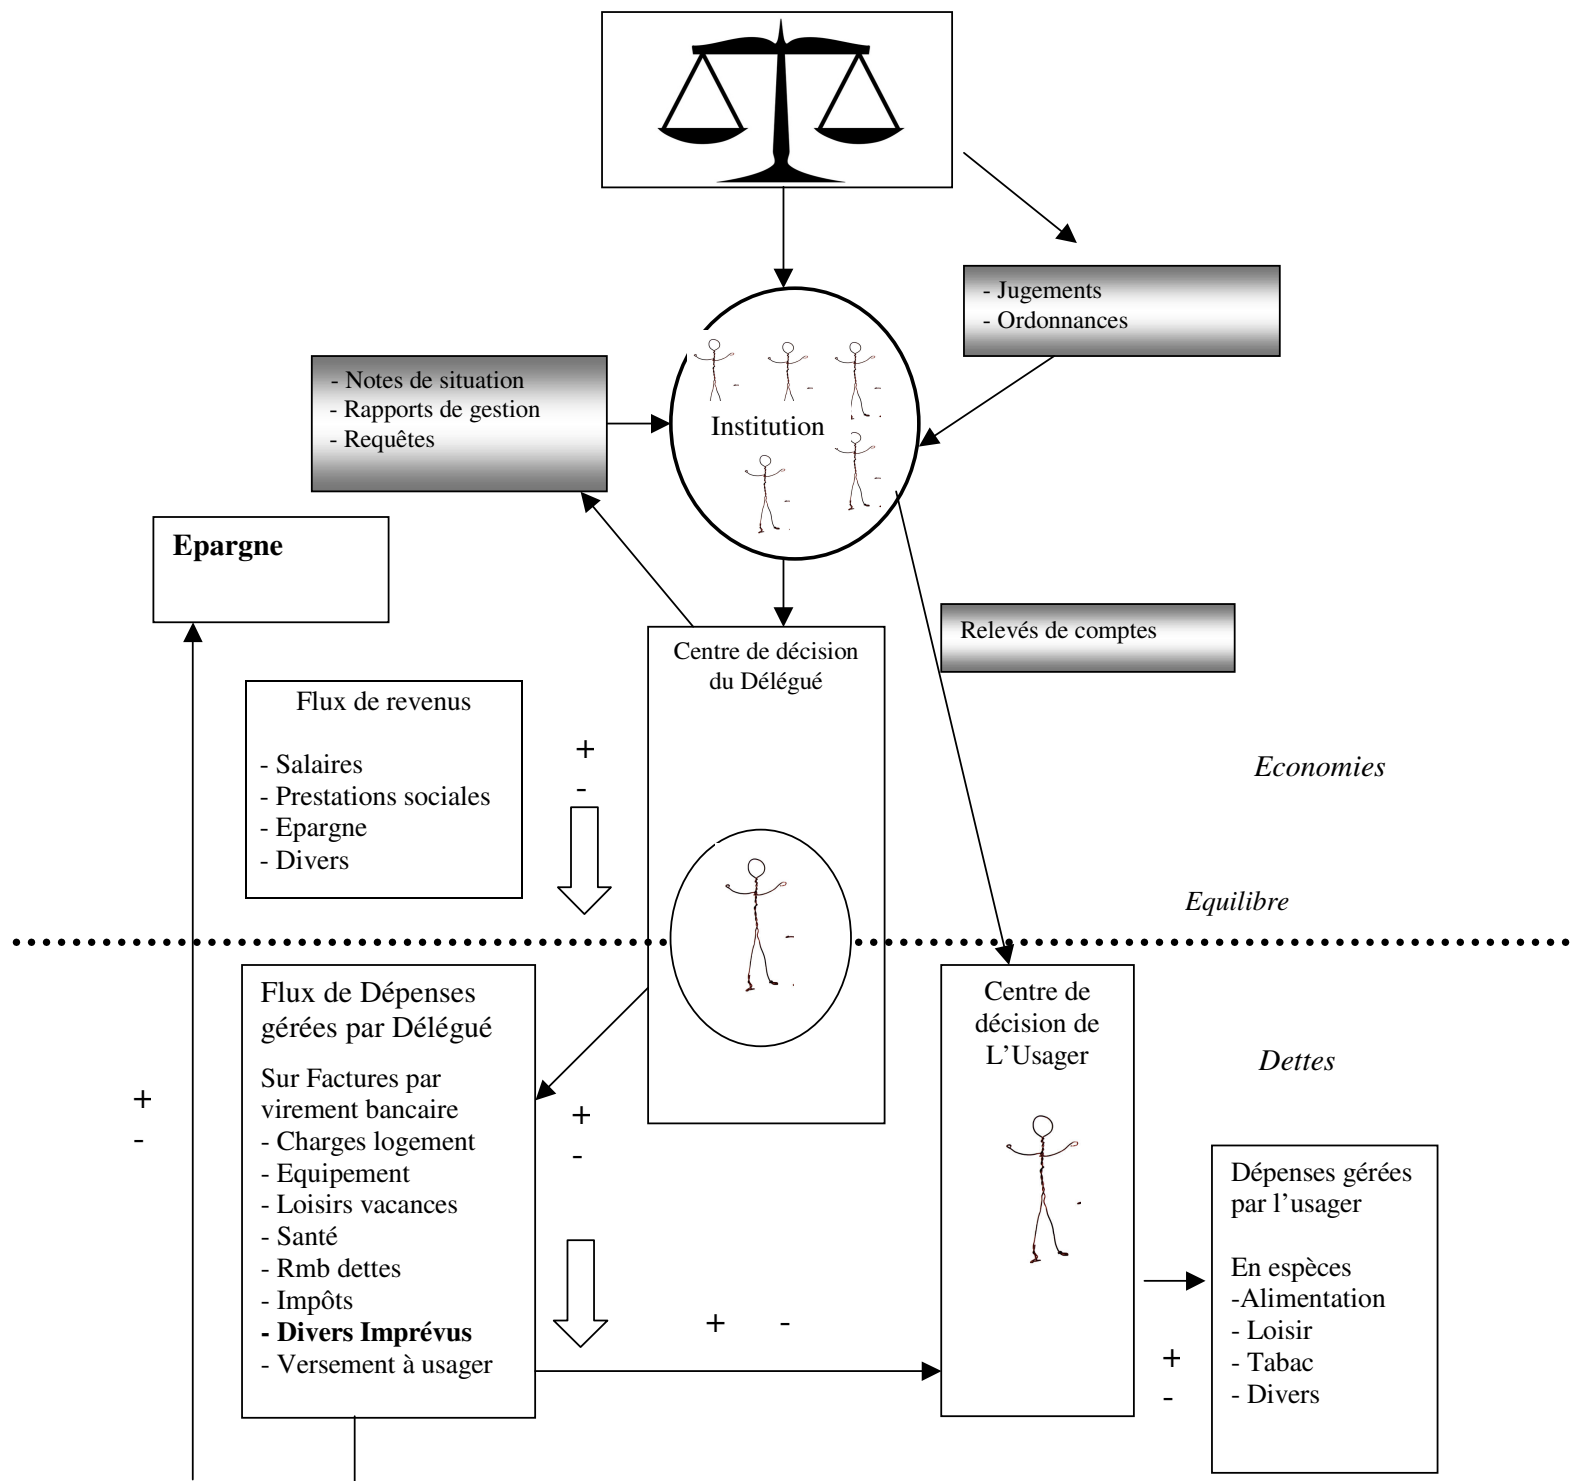 - Jugements
- Ordonnances
- Notes de situation
- Rapports de gestion
- Requêtes
Institution
Epargne
Relevés de comptes
Centre de décision
du Délégué
Flux de revenus
- Salaires
- Prestations sociales
- Epargne
- Divers
+
-
Economies
Equilibre
Flux de Dépenses
gérées par Délégué
Sur Factures par
virement bancaire
- Charges logement
- Equipement
- Loisirs vacances
- Santé
- Rmb dettes
- Impôts
- Divers Imprévus
- Versement à usager
+
-
+
-
+ -
Centre de
décision de
L’Usager
Dettes
Dépenses gérées
par l’usager
En espèces
-Alimentation
- Loisir
- Tabac
- Divers
+
-